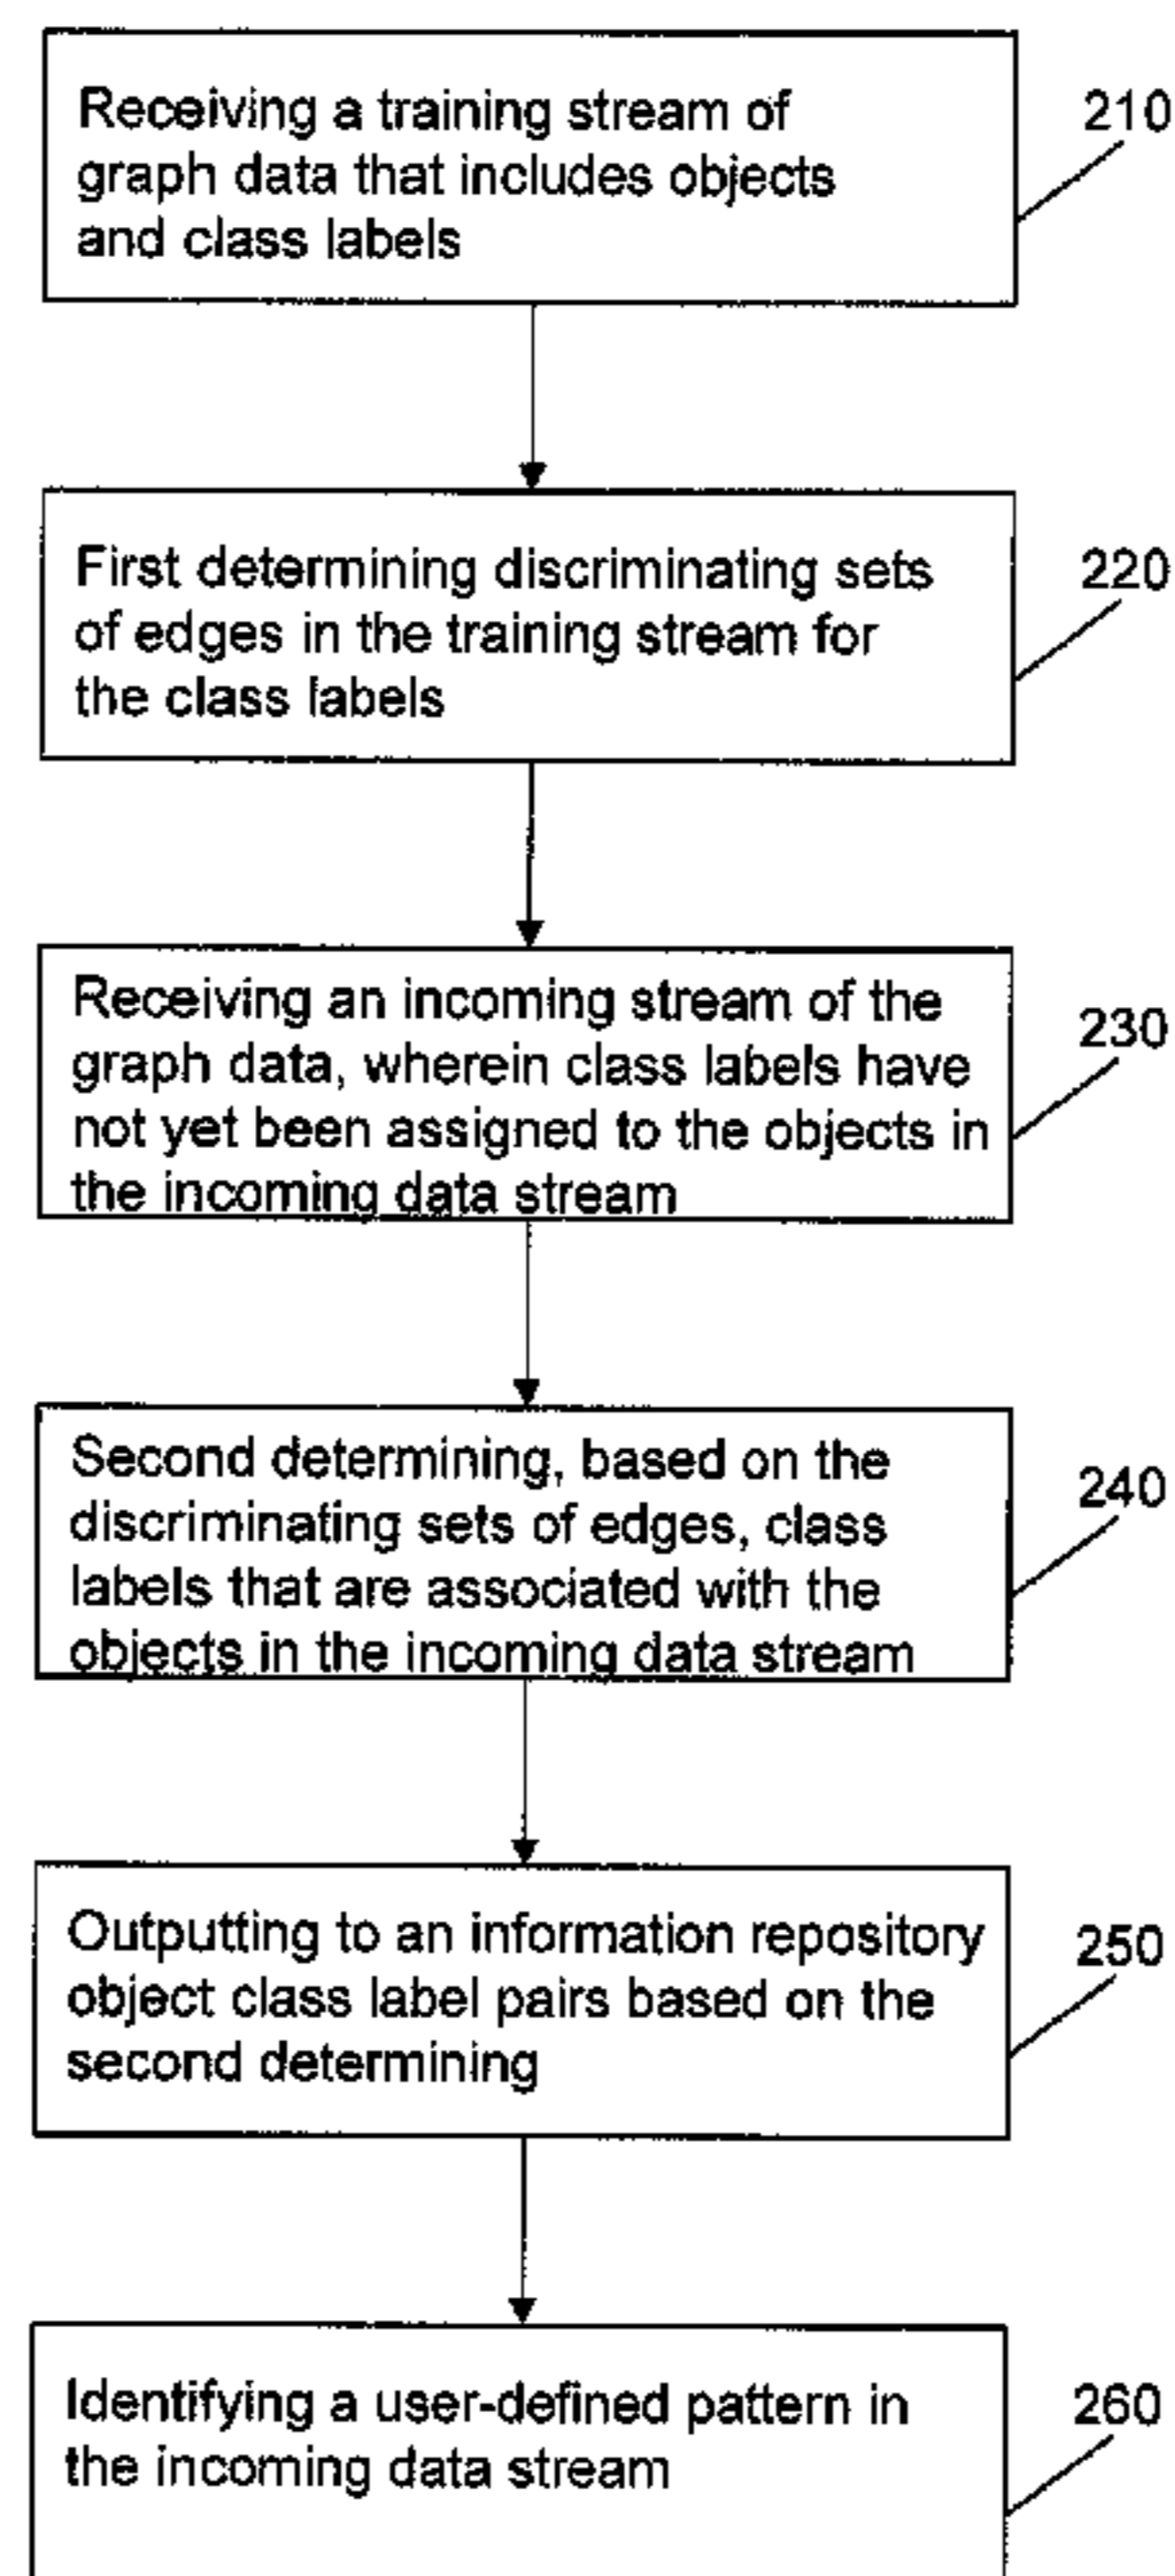 Receiving a training stream of
graph data that includes objects
and class labels
210
First determining discriminating sets
of edges in the training stream for
the class labels
220
Receiving an incoming stream of the
graph data, wherein class labels have
not yet been assigned to the objects in
the incoming data stream
230
Second determining, based on the
discriminating sets of edges, class
labels that are associated with the
objects in the incoming data stream
240
Outputting to an information repository
object class label pairs based on the
second determining
250
Identifying a user-defined pattern in
the incoming data stream
260